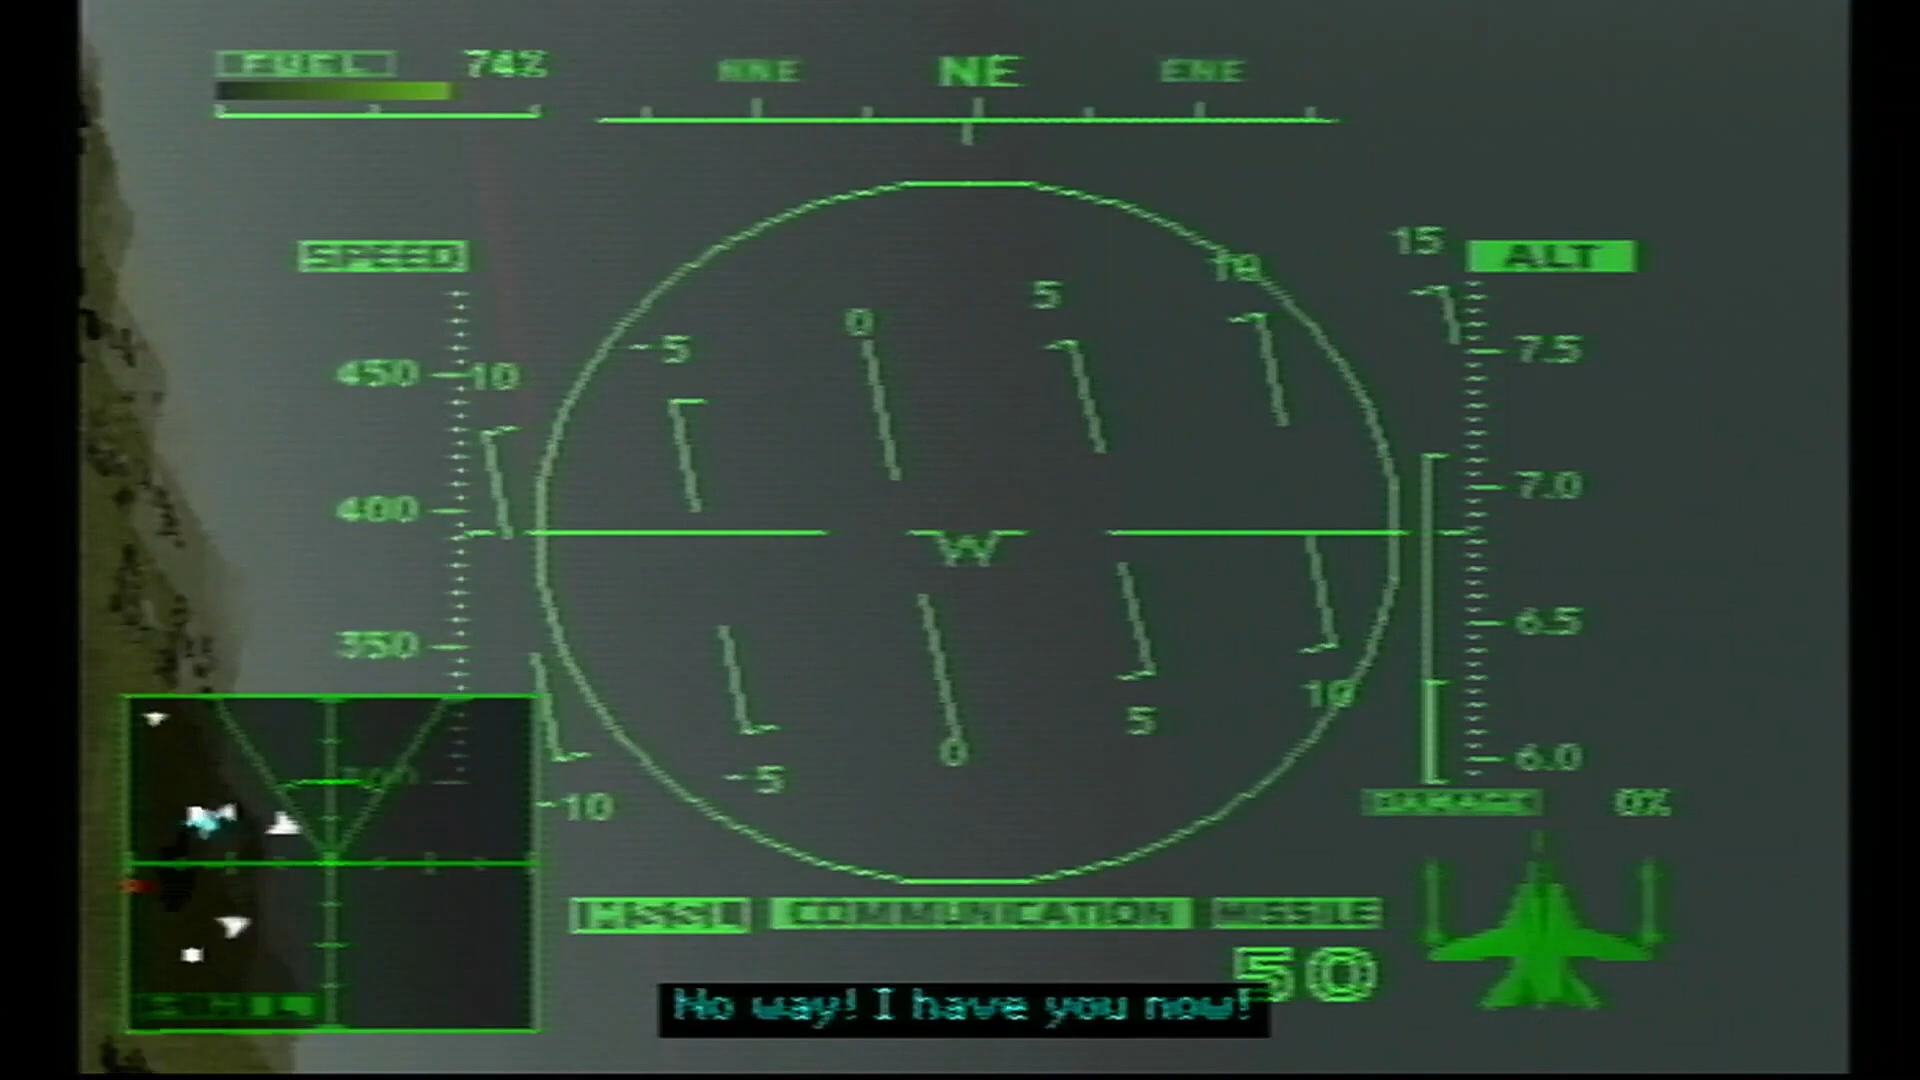 FUEL 74%
NNE NE ENE
SPEED
15 ALT
10
5
0
-5
450 10
7.5
400
7.0
350
6.5
10
5
0
-5
-10
6.0
DAMAGE 0%
MSSL COMMUNICATION MISSILE
50
No way! I have you now!